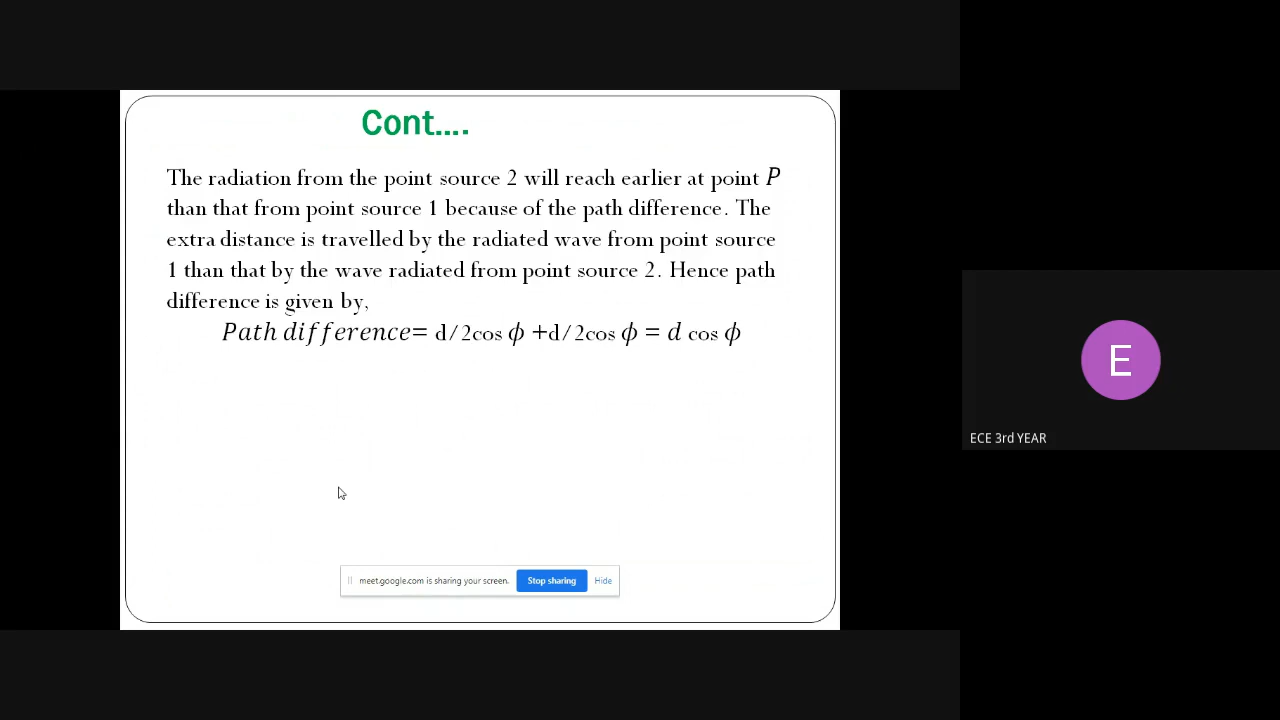 Cont....
The radiation from the point source 2 will reach earlier at point P
than that from point source 1 because of the path difference. The
extra distance is travelled by the radiated wave from point source
1 than that by the wave radiated from point source 2. Hence path
difference is given by,
Path difference= d/2cos ϕ +d/2cos ϕ = d cos ϕ
meet.google.com is sharing your screen. Stop sharing Hide
E
ECE 3rd YEAR